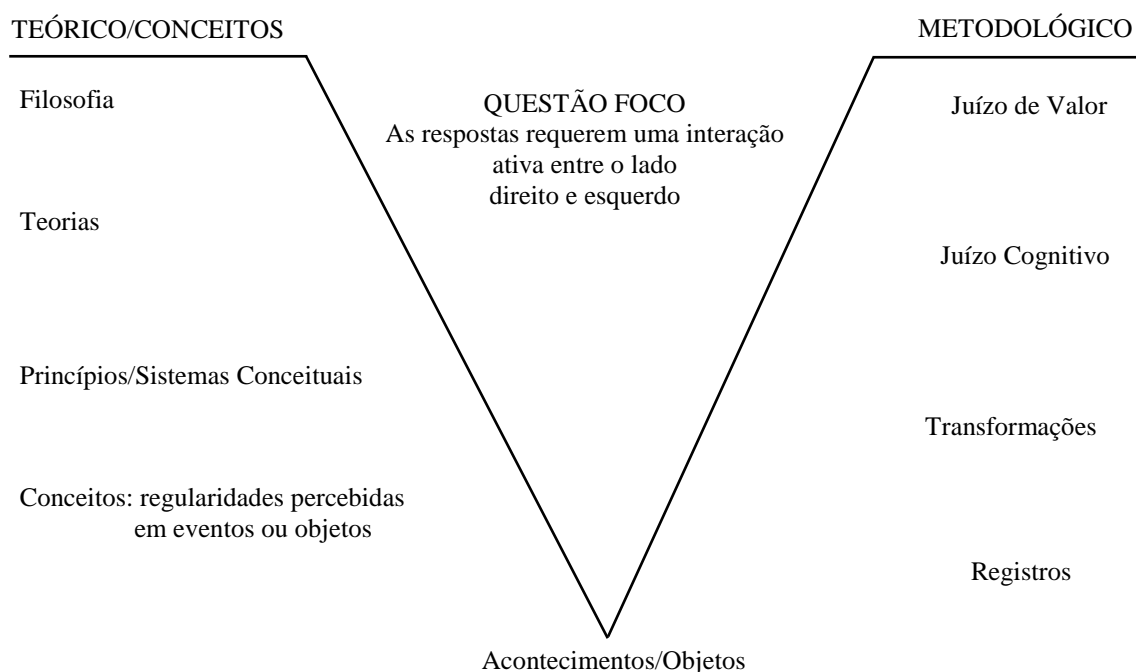 TEÓRICO/CONCEITOS
METODOLÓGICO
Filosofia
QUESTÃO FOCO
As respostas requerem uma interação
ativa entre o lado
direito e esquerdo
Juízo de Valor
Teorias
Juízo Cognitivo
Princípios/Sistemas Conceituais
Transformações
Conceitos: regularidades percebidas
em eventos ou objetos
Registros
Acontecimentos/Objetos